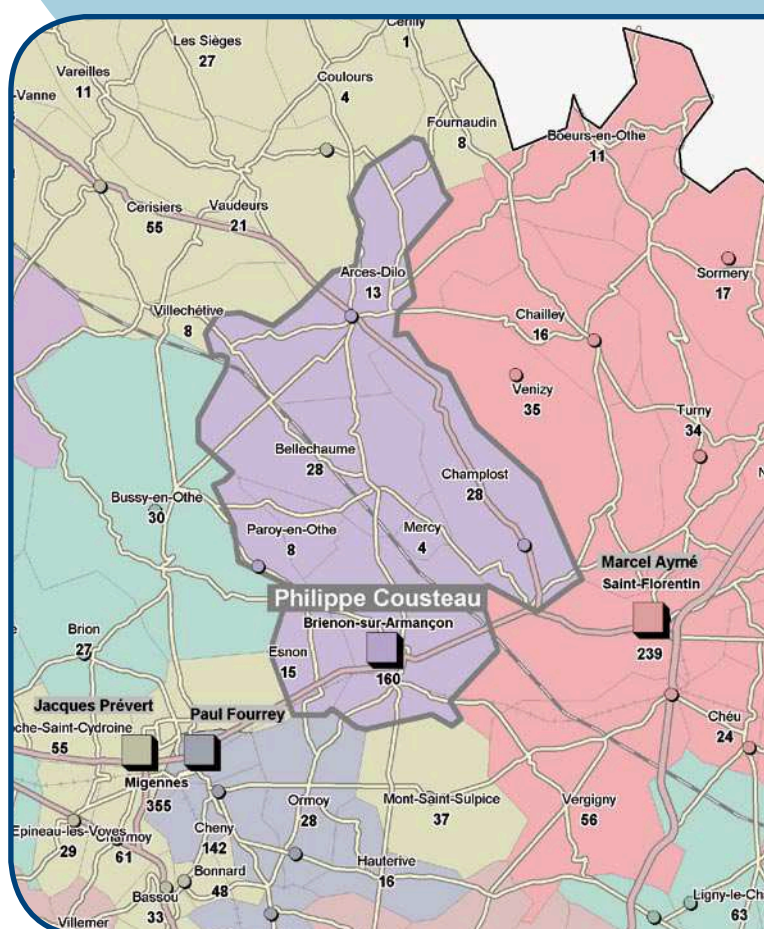 Cérilly
1
Les Sièges
27
Vareilles
11
-Vanne
Coulours
4
Fournaudin
8
Boeurs-en-Othe
11
Cerisiers
55
Vaudeurs
21
Arces-Dilo
13
Sormery
17
Villechétive
8
Chailley
16
Venizy
35
Turny
34
Bellechaume
28
Champlost
28
Bussy-en-Othe
30
Paroy-en-Othe
8
Mercy
4
Marcel Aymé
Saint-Florentin
239
Philippe Cousteau
Brienon-sur-Armançon
160
Brion
27
Esnon
15
Jacques Prévert
Paul Fourrey
oche-Saint-Cydroine
55
Chéu
24
Migennes
355
Ormoy
28
Mont-Saint-Sulpice
37
Vergigny
56
Epineau-les-Voves
29
Charmoy
61
Cheny
142
Hauterive
16
Bonnard
48
Bassou
33
Ligny-le-Ch
63
Villemer